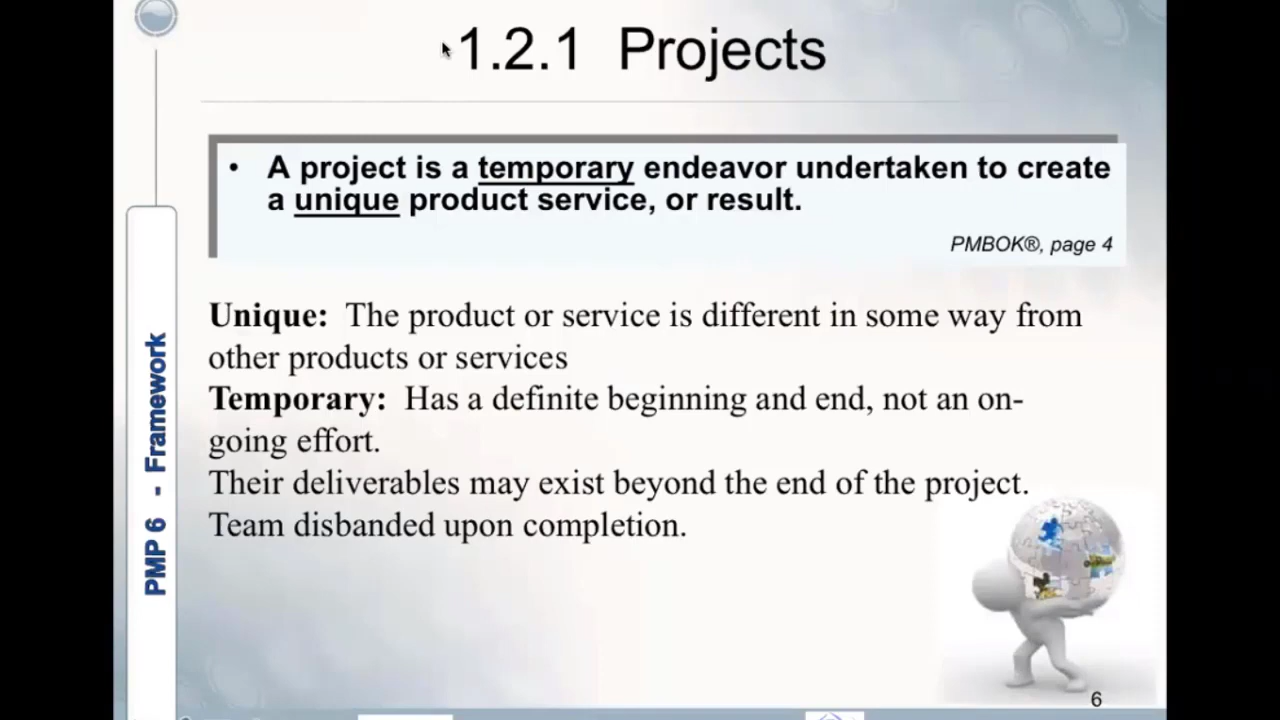 1.2.1 Projects
• A project is a temporary endeavor undertaken to create
a unique product service, or result.
PMBOK®, page 4
Unique: The product or service is different in some way from
other products or services
Temporary: Has a definite beginning and end, not an on-
going effort.
Their deliverables may exist beyond the end of the project.
Team disbanded upon completion.
PMP 6 - Framework
6